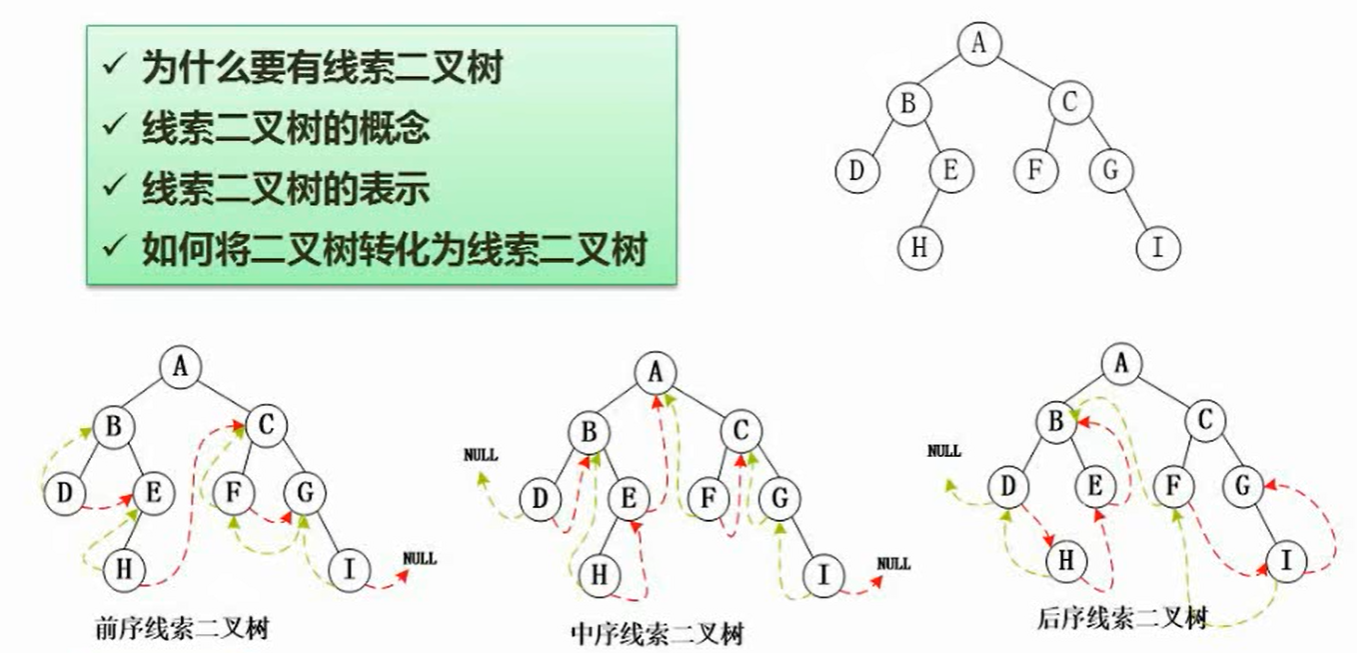 ✓ 为什么要有线索二叉树
✓ 线索二叉树的概念
✓ 线索二叉树的表示
✓ 如何将二叉树转化为线索二叉树
A
B C
D E F G
H I
A
B C
D E F G
H I NULL
前序线索二叉树
A
B C
NULL
D E F G
H I NULL
中序线索二叉树
A
B C
NULL
D E F G
H I
后序线索二叉树